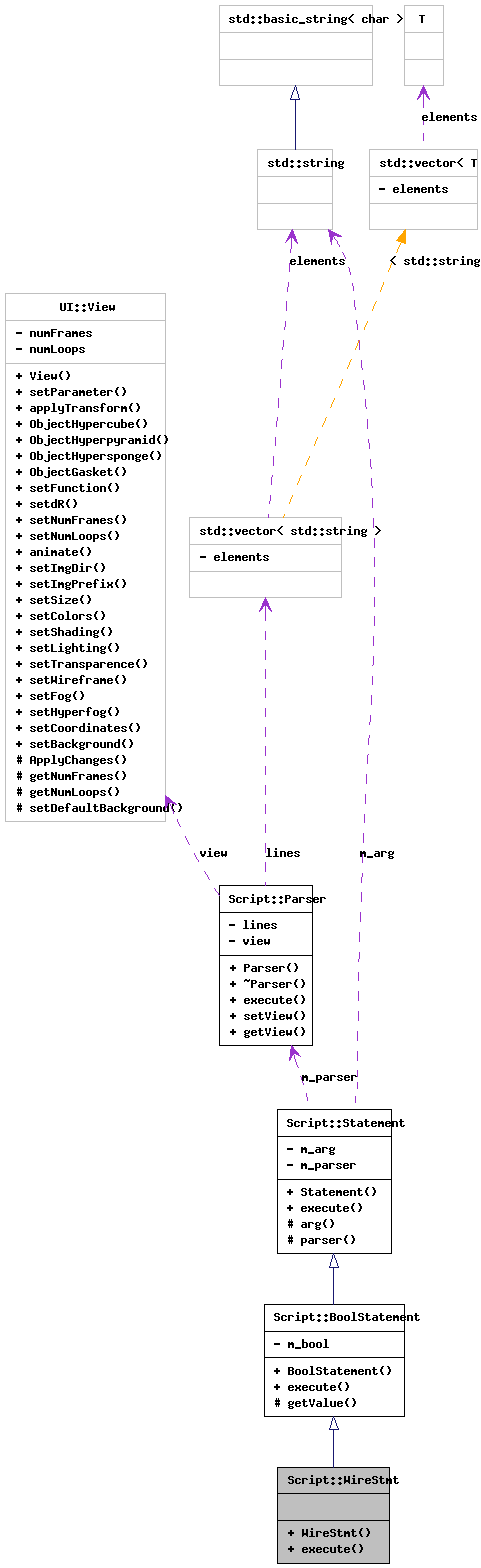 std::basic_string< char >
T
elements
std::string
std::vector< T
- elements
elements
< std::string
UI::View
- numFrames
- numLoops
+ View()
+ setParameter()
+ applyTransform()
+ ObjectHypercube()
+ ObjectHyperpyramid()
+ ObjectHypersponge()
+ ObjectGasket()
+ setFunction()
+ setdR()
+ setNumFrames()
+ setNumLoops()
+ animate()
+ setImgDir()
+ setImgPrefix()
+ setSize()
+ setColors()
+ setShading()
+ setLighting()
+ setTransparence()
+ setWireframe()
+ setFog()
+ setHyperfog()
+ setCoordinates()
+ setBackground()
# ApplyChanges()
# getNumFrames()
# getNumLoops()
# setDefaultBackground()
std::vector< std::string >
- elements
view
lines
m_arg
Script::Parser
- lines
- view
+ Parser()
+ ~Parser()
+ execute()
+ setView()
+ getView()
m_parser
Script::Statement
- m_arg
- m_parser
+ Statement()
+ execute()
# arg()
# parser()
Script::BoolStatement
- m_bool
+ BoolStatement()
+ execute()
# getValue()
Script::WireStmt
+ WireStmt()
+ execute()